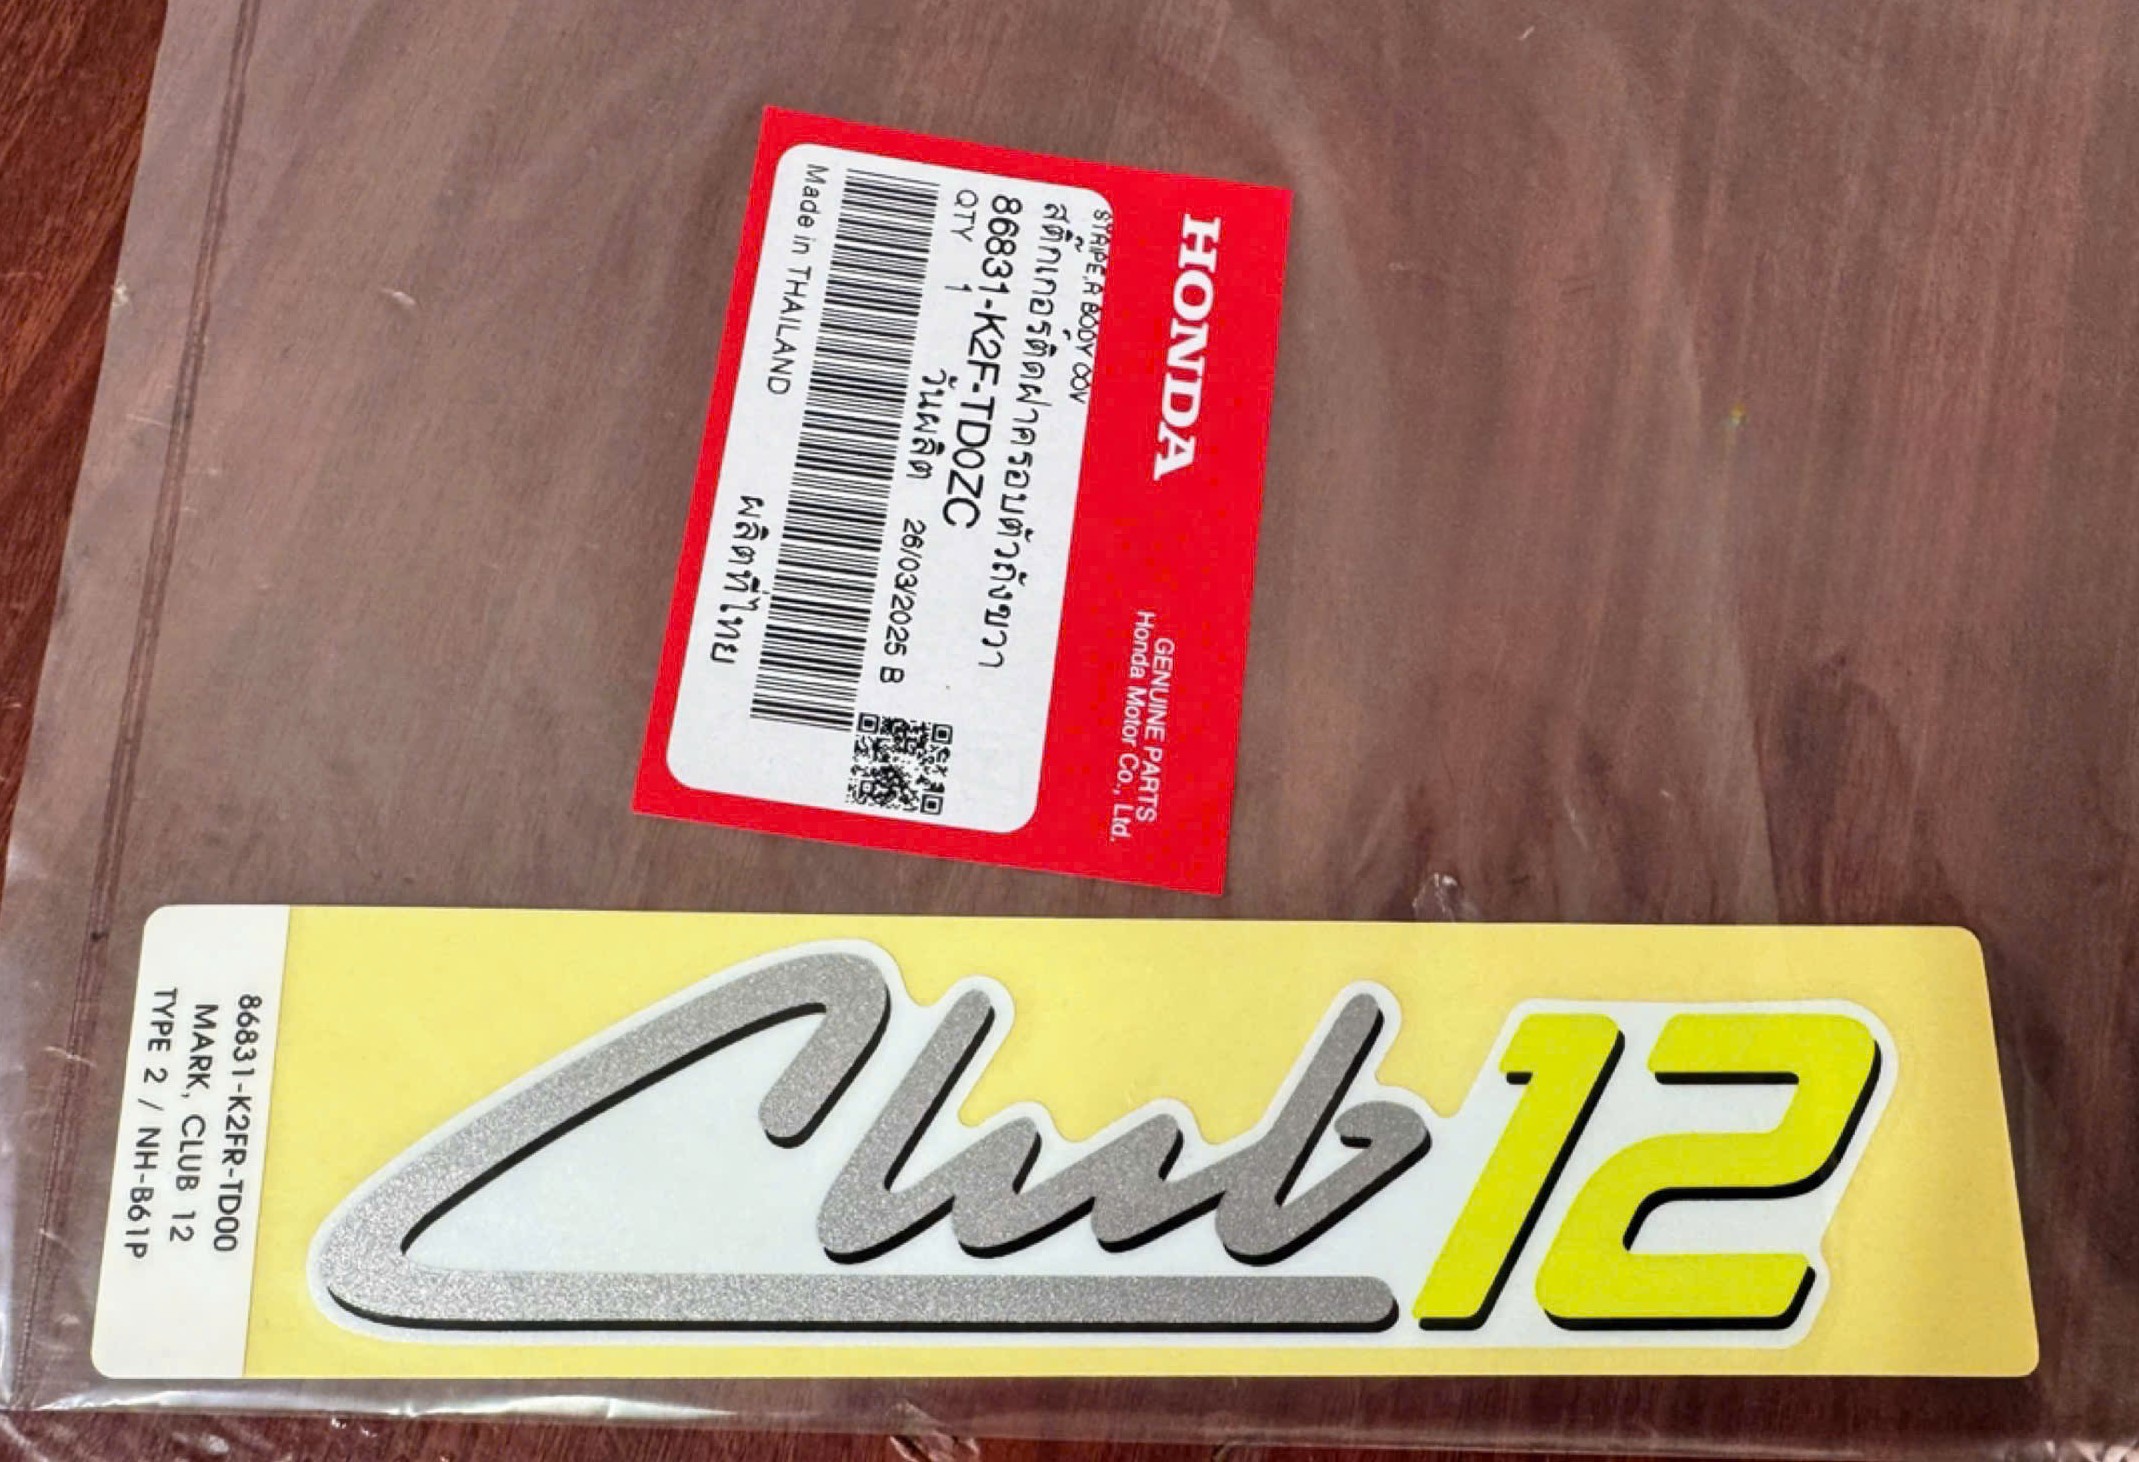 HONDA
GENUINE PARTS
Honda Motor Co., Ltd.
STRIPE,R BODY COV
สติ๊กเกอร์ติดฝาครอบตัวถังขวา
86831-K2F-TD0ZC
QTY 1 วันผลิต 26/03/2025 B
Made in THAILAND ผลิตที่ไทย
86831-K2FR-TD00
MARK, CLUB 12
TYPE 2 / NH-B61P
Club 12